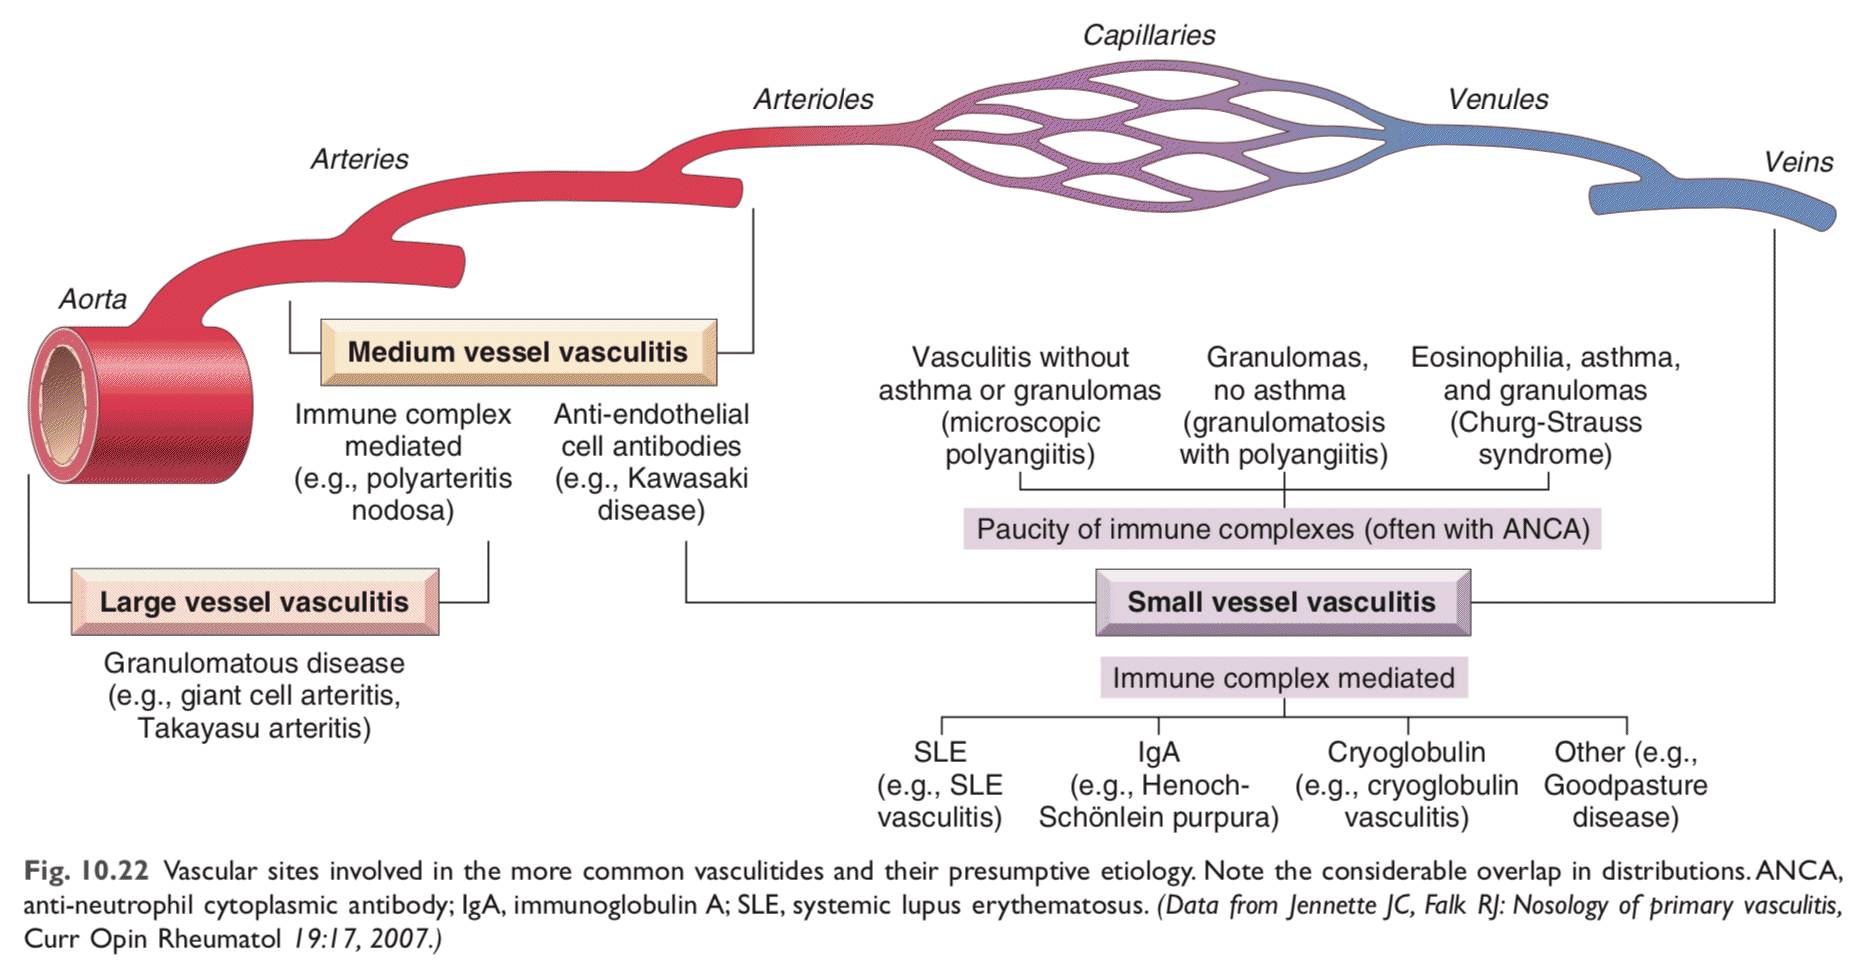 Capillaries
Arterioles
Venules
Arteries
Veins
Aorta
Medium vessel vasculitis
Immune complex
mediated
(e.g., polyarteritis
nodosa)
Anti-endothelial
cell antibodies
(e.g., Kawasaki
disease)
Vasculitis without
asthma or granulomas
(microscopic
polyangiitis)
Granulomas,
no asthma
(granulomatosis
with polyangiitis)
Eosinophilia, asthma,
and granulomas
(Churg-Strauss
syndrome)
Paucity of immune complexes (often with ANCA)
Large vessel vasculitis
Granulomatous disease
(e.g., giant cell arteritis,
Takayasu arteritis)
Small vessel vasculitis
Immune complex mediated
SLE
(e.g., SLE
vasculitis)
IgA
(e.g., Henoch-
Schönlein purpura)
Cryoglobulin
(e.g., cryoglobulin
vasculitis)
Other (e.g.,
Goodpasture
disease)
Fig. 10.22 Vascular sites involved in the more common vasculitides and their presumptive etiology. Note the considerable overlap in distributions. ANCA,
anti-neutrophil cytoplasmic antibody; IgA, immunoglobulin A; SLE, systemic lupus erythematosus. (Data from Jennette JC, Falk RJ: Nosology of primary vasculitis,
Curr Opin Rheumatol 19:17, 2007.)